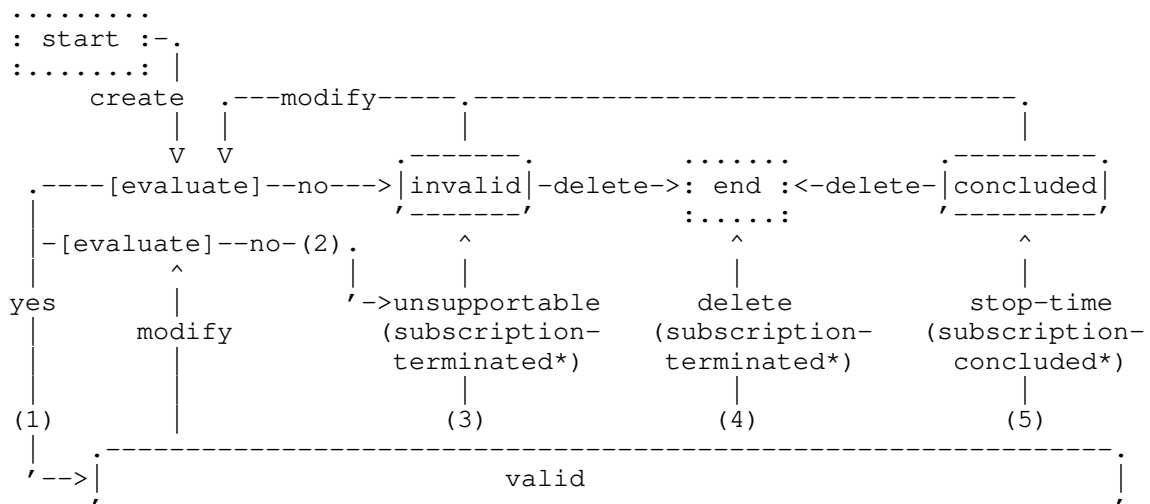 .........
: start :-.
:.......: |
     create  .---modify-----.----------------------------------.
          |  |              |                                  |
          V  V          .-------.         .......         .---------.
 .----[evaluate]--no--->|invalid|-delete->: end :<-delete-|concluded|
 |                      '-------'         :.....:         '---------'
 |-[evaluate]--no-(2).      ^                ^                 ^
 |        ^          |      |                |                 |
yes       |          '->unsupportable      delete           stop-time
 |      modify         (subscription-   (subscription-   (subscription-
 |        |             terminated*)     terminated*)      concluded*)
 |        |                 |                |                 |
(1)       |                (3)              (4)               (5)
 |   .---------------------------------------------------------------.
 '-->|                         valid                                 |
     '                                                               '